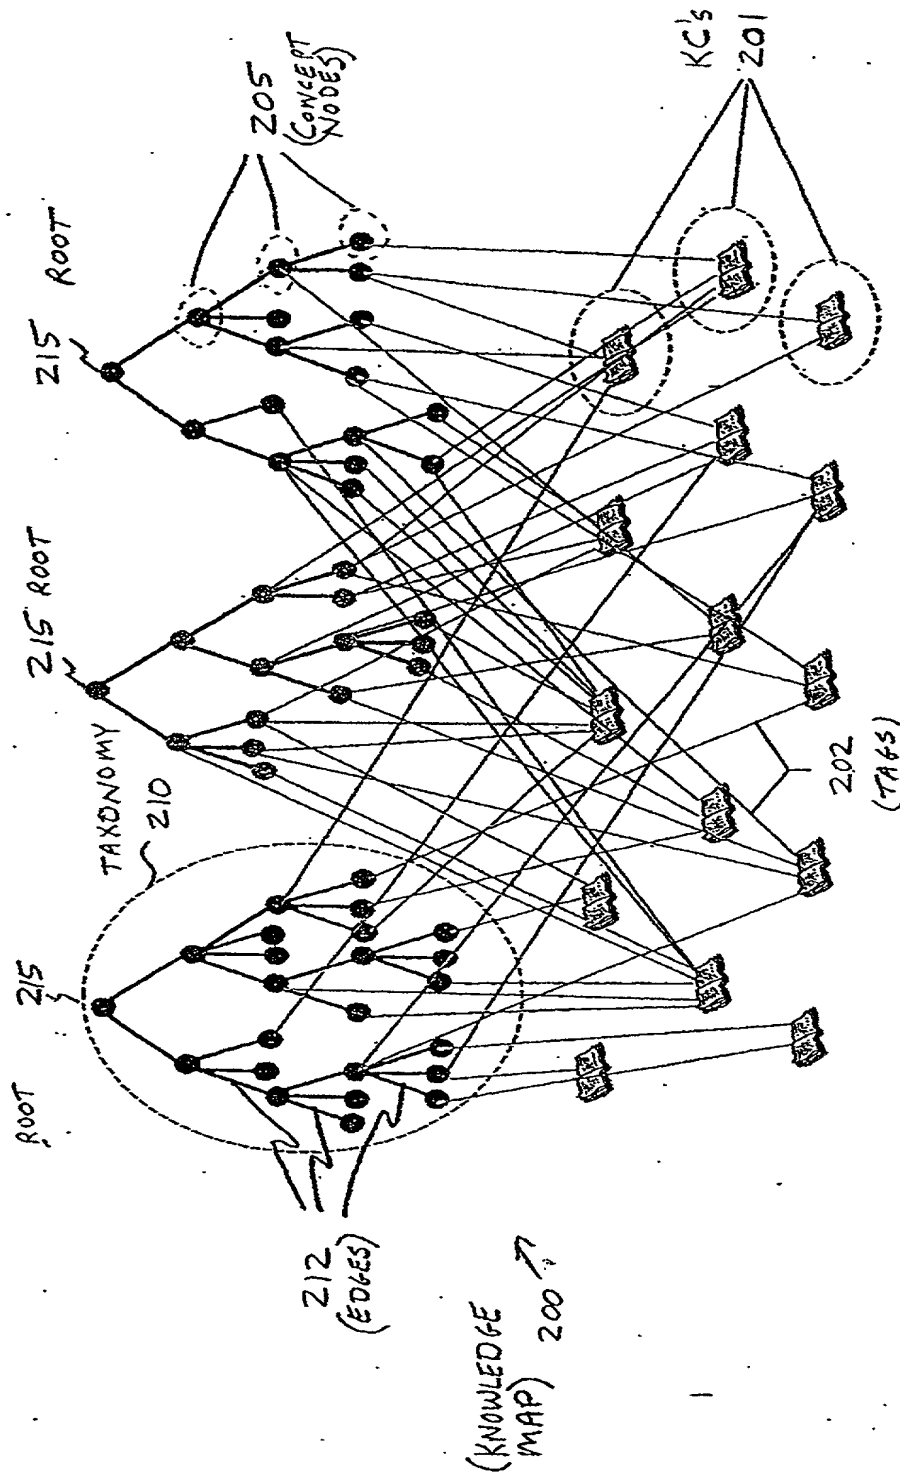 ROOT
215
TAXONOMY
210
215 ROOT
215
ROOT
205
(CONCEPT
NODES)
212
(EDGES)
(KNOWLEDGE
MAP)
200
202
(TAGS)
KC's
201